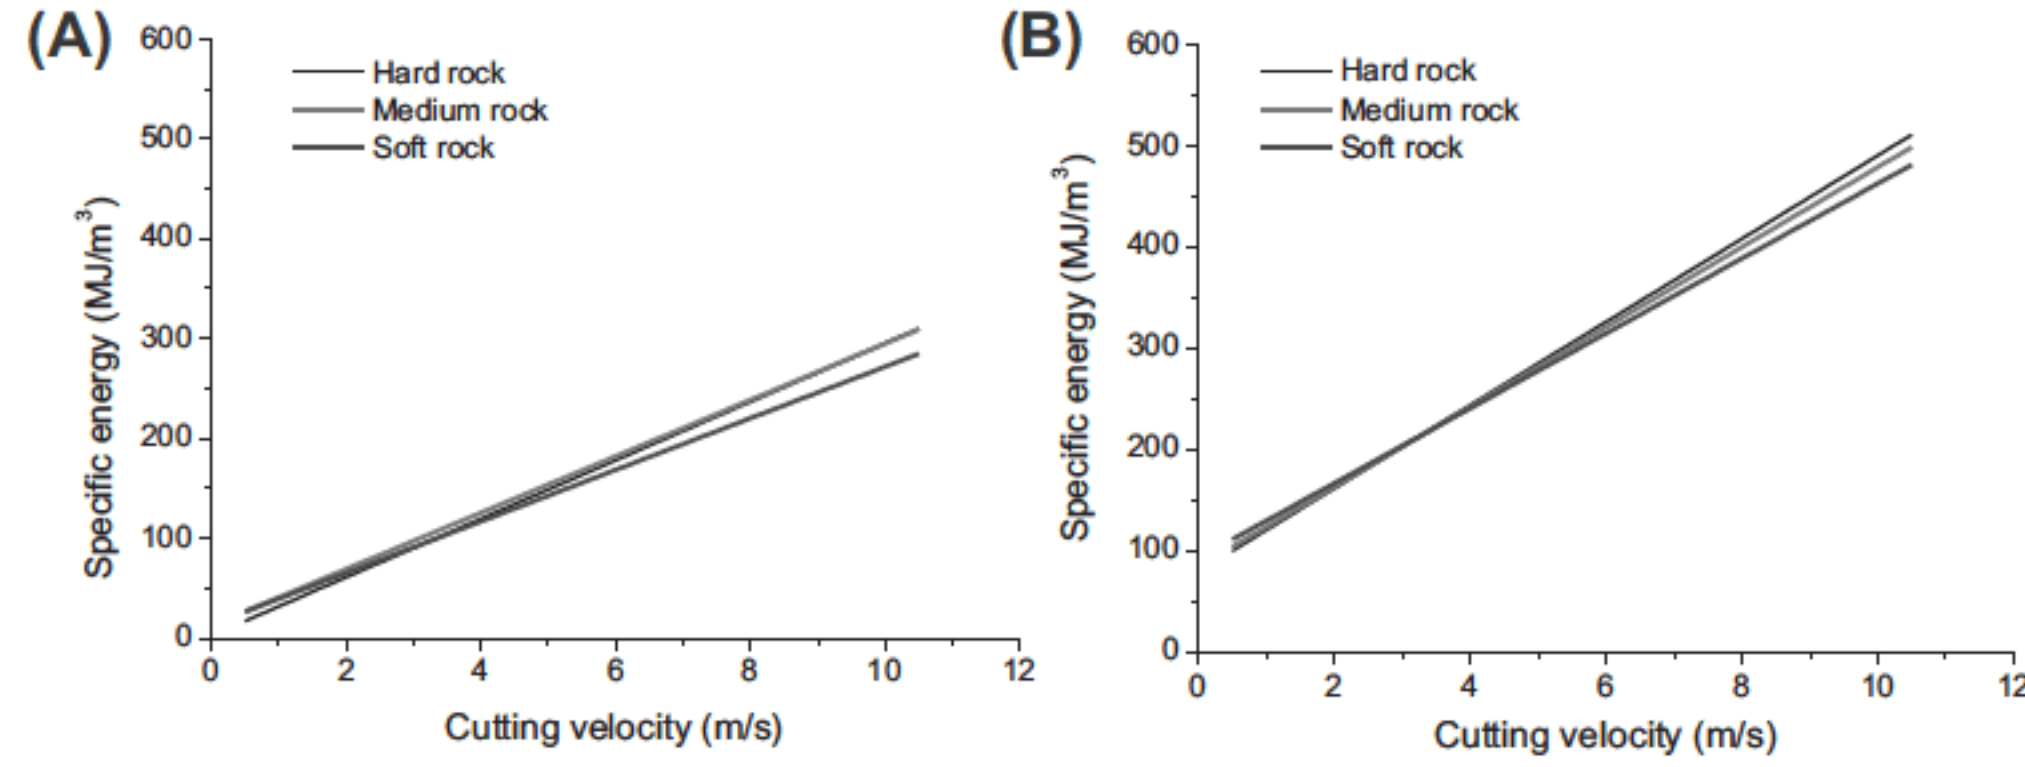 (A)
600
500
400
300
200
100
0
Specific energy (MJ/m³)
Hard rock
Medium rock
Soft rock
0 2 4 6 8 10 12
Cutting velocity (m/s)
(B)
600
500
400
300
200
100
0
Specific energy (MJ/m³)
Hard rock
Medium rock
Soft rock
0 2 4 6 8 10 12
Cutting velocity (m/s)